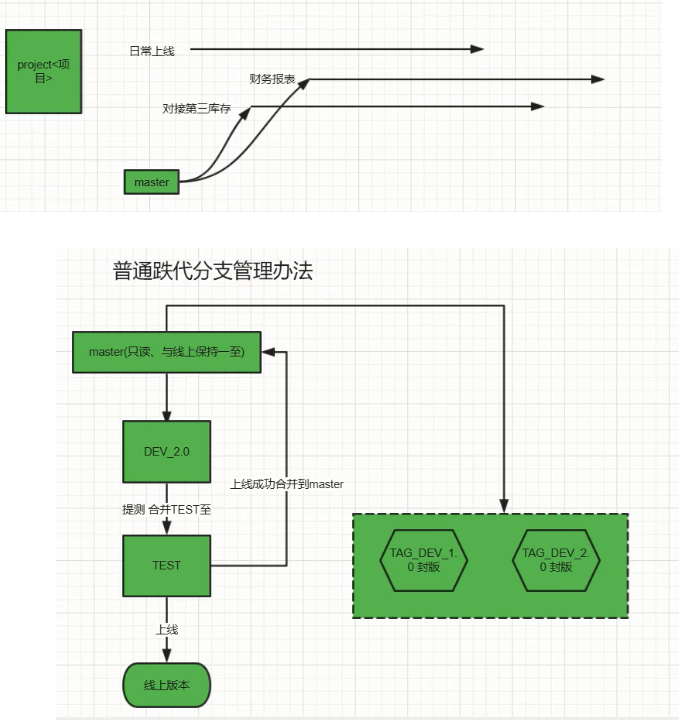 日常上线
project<项
目>
财务报表
对接第三库存
master
普通跌代分支管理办法
master(只读、与线上保持一至)
DEV_2.0
上线成功合并到master
提测 合并TEST至
TEST
TAG_DEV_1.
0 封版
TAG_DEV_2.
0 封版
上线
线上版本